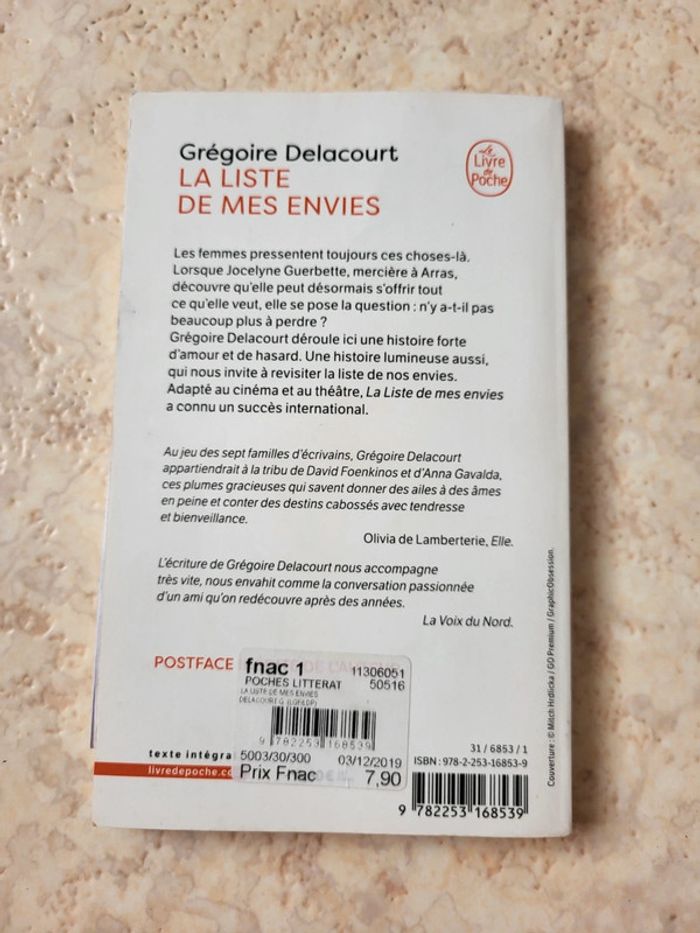 Grégoire Delacourt
LA LISTE
DE MES ENVIES
Le
Livre
de
Poche
Les femmes pressentent toujours ces choses-là.
Lorsque Jocelyne Guerbette, mercière à Arras,
découvre qu'elle peut désormais s'offrir tout
ce qu'elle veut, elle se pose la question : n'y a-t-il pas
beaucoup plus à perdre ?
Grégoire Delacourt déroule ici une histoire forte
d'amour et de hasard. Une histoire lumineuse aussi,
qui nous invite à revisiter la liste de nos envies.
Adapté au cinéma et au théâtre, La Liste de mes envies
a connu un succès international.
Au jeu des sept familles d'écrivains, Grégoire Delacourt
appartiendrait à la tribu de David Foenkinos et d'Anna Gavalda,
ces plumes gracieuses qui savent donner des ailes à des âmes
en peine et conter des destins cabossés avec tendresse
et bienveillance.
Olivia de Lamberterie, Elle.
L'écriture de Grégoire Delacourt nous accompagne
très vite, nous envahit comme la conversation passionnée
d'un ami qu'on redécouvre après des années.
La Voix du Nord.
POSTFACE DE L'AUTEUR
fnac 1 11306051
POCHES LITTERAT 50516
LA LISTE DE MES ENVIES
DELACOURT G. (LGF/LDP)
9 782253 168539
5003/30/300 03/12/2019
Prix Fnac 7,90
texte intégral
livredepoche.co
31 / 6853 / 1
ISBN : 978-2-253-16853-9
9 782253 168539
Couverture : © Mitch Hrdlicka / GO Premium / GraphicObsession.